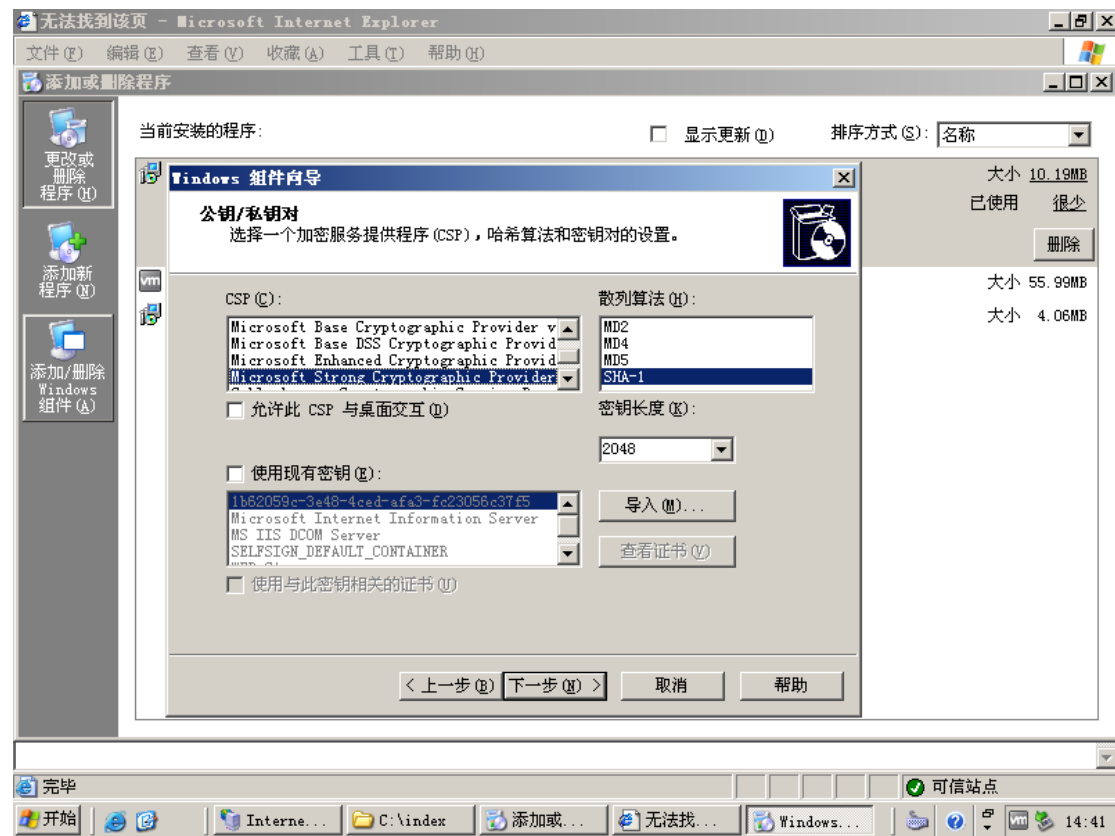 无法找到该页 - Microsoft Internet Explorer
文件(F) 编辑(E) 查看(V) 收藏(A) 工具(T) 帮助(H)
添加或删除程序
更改或
删除
程序(H)
添加新
程序(N)
添加/删除
Windows
组件(A)
当前安装的程序:
显示更新(D)
排序方式(S): 名称
大小 10.19MB
已使用 很少
删除
大小 55.99MB
大小 4.06MB
Windows 组件向导
公钥/私钥对
选择一个加密服务提供程序(CSP)，哈希算法和密钥对的设置。
CSP(C):
Microsoft Base Cryptographic Provider v
Microsoft Base DSS Cryptographic Provid
Microsoft Enhanced Cryptographic Provid
Microsoft Strong Cryptographic Provider
允许此 CSP 与桌面交互(D)
散列算法(H):
MD2
MD4
MD5
SHA-1
密钥长度(K):
2048
使用现有密钥(E):
1b62059c-3e48-4ced-afa3-fc23056c37f5
Microsoft Internet Information Server
MS IIS DCOM Server
SELFSIGN_DEFAULT_CONTAINER
导入(M)...
查看证书(V)
使用与此密钥相关的证书(U)
< 上一步(B) 下一步(N) > 取消 帮助
完毕
可信站点
开始 Interne... C:\index 添加或... 无法找... Windows... 14:41
vm